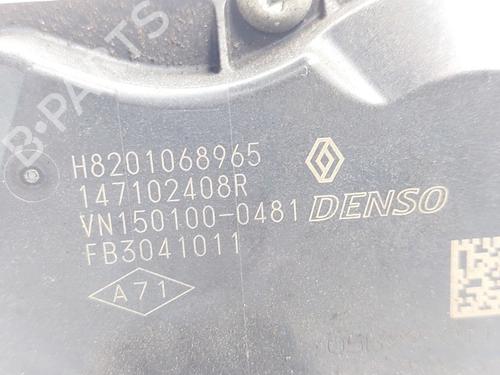 B-PARTS
H8201068965
147102408R
VN150100-0481 DENSO
FB3041011
A71